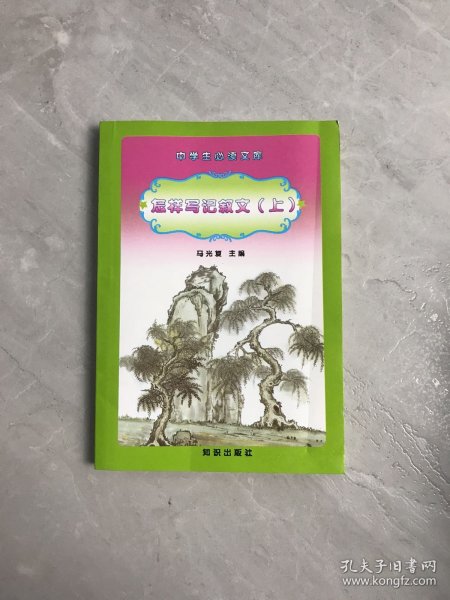 中学生必读文库
怎样写记叙文（上）
马光复 主编
知识出版社
孔夫子旧书网
www.kongfz.com